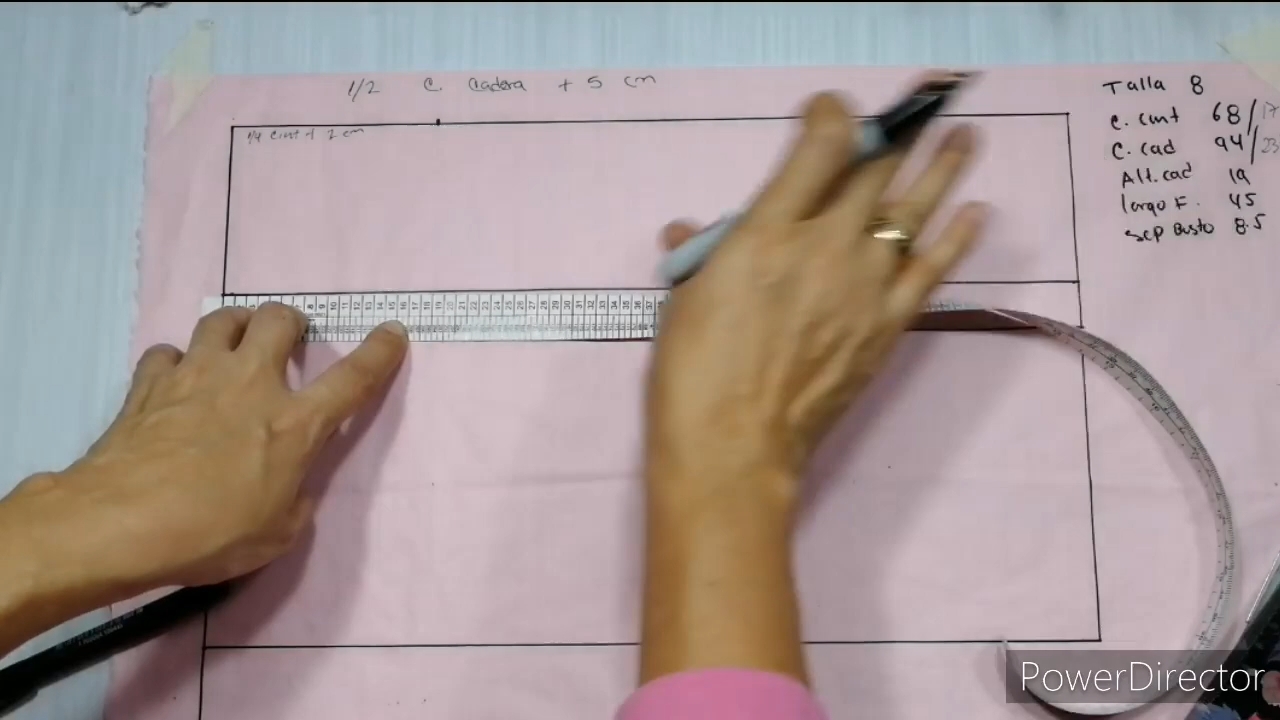 1/2 C. Cadera + 5 cm
1/4 Cint + 1 cm
Talla 8
C. Cint 68/17
C. cad 94/23
Alt. cad 19
largo F. 45
sep Busto 8.5
PowerDirector